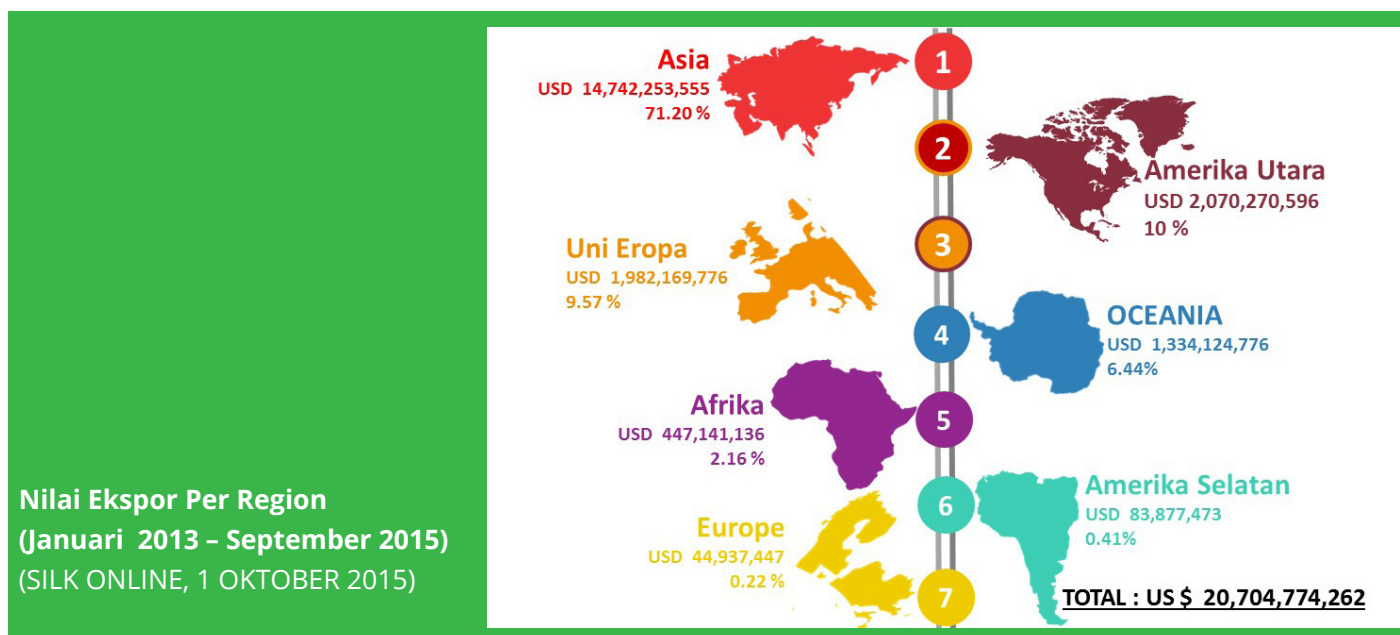 Nilai Ekspor Per Region
(Januari 2013 – September 2015)
(SILK ONLINE, 1 OKTOBER 2015)
1
Asia
USD 14,742,253,555
71.20 %
2
Amerika Utara
USD 2,070,270,596
10 %
3
Uni Eropa
USD 1,982,169,776
9.57 %
4
OCEANIA
USD 1,334,124,776
6.44%
5
Afrika
USD 447,141,136
2.16 %
6
Amerika Selatan
USD 83,877,473
0.41%
7
Europe
USD 44,937,447
0.22 %
TOTAL : US $ 20,704,774,262